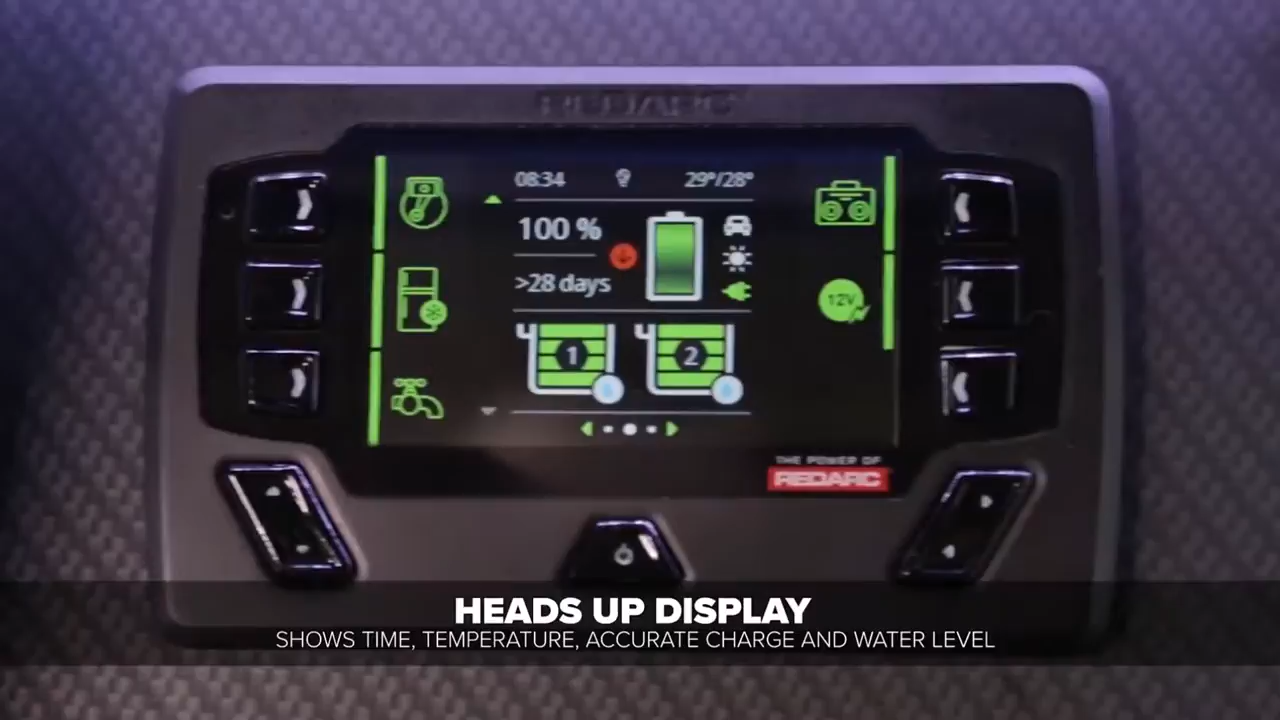 REDARC
08:34 29°/28°
100 %
>28 days
12V
1 2
THE POWER OF
REDARC
HEADS UP DISPLAY
SHOWS TIME, TEMPERATURE, ACCURATE CHARGE AND WATER LEVEL